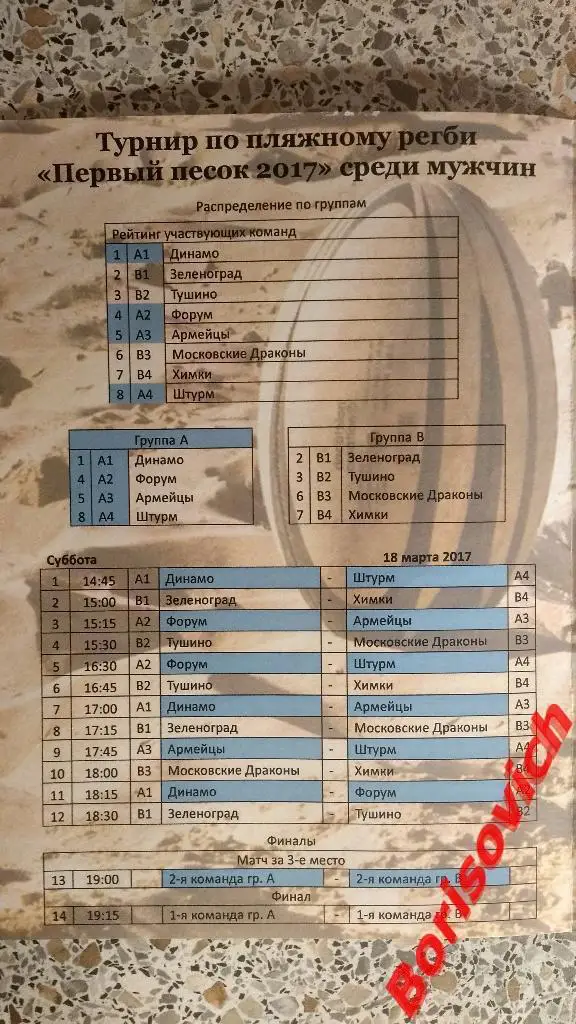 Турнир по пляжному регби
«Первый песок 2017» среди мужчин
Распределение по группам
Рейтинг участвующих команд
1 A1 Динамо
2 B1 Зеленоград
3 B2 Тушино
4 A2 Форум
5 A3 Армейцы
6 B3 Московские Драконы
7 B4 Химки
8 A4 Штурм
Группа А
1 A1 Динамо
4 A2 Форум
5 A3 Армейцы
8 A4 Штурм
Группа В
2 B1 Зеленоград
3 B2 Тушино
6 B3 Московские Драконы
7 B4 Химки
Суббота 18 марта 2017
1 14:45 A1 Динамо - Штурм A4
2 15:00 B1 Зеленоград - Химки B4
3 15:15 A2 Форум - Армейцы A3
4 15:30 B2 Тушино - Московские Драконы B3
5 16:30 A2 Форум - Штурм A4
6 16:45 B2 Тушино - Химки B4
7 17:00 A1 Динамо - Армейцы A3
8 17:15 B1 Зеленоград - Московские Драконы B3
9 17:45 A3 Армейцы - Штурм A4
10 18:00 B3 Московские Драконы - Химки B4
11 18:15 A1 Динамо - Форум A2
12 18:30 B1 Зеленоград - Тушино B2
Финалы
Матч за 3-е место
13 19:00 2-я команда гр. А - 2-я команда гр. В
Финал
14 19:15 1-я команда гр. А - 1-я команда гр. В
Borisovich